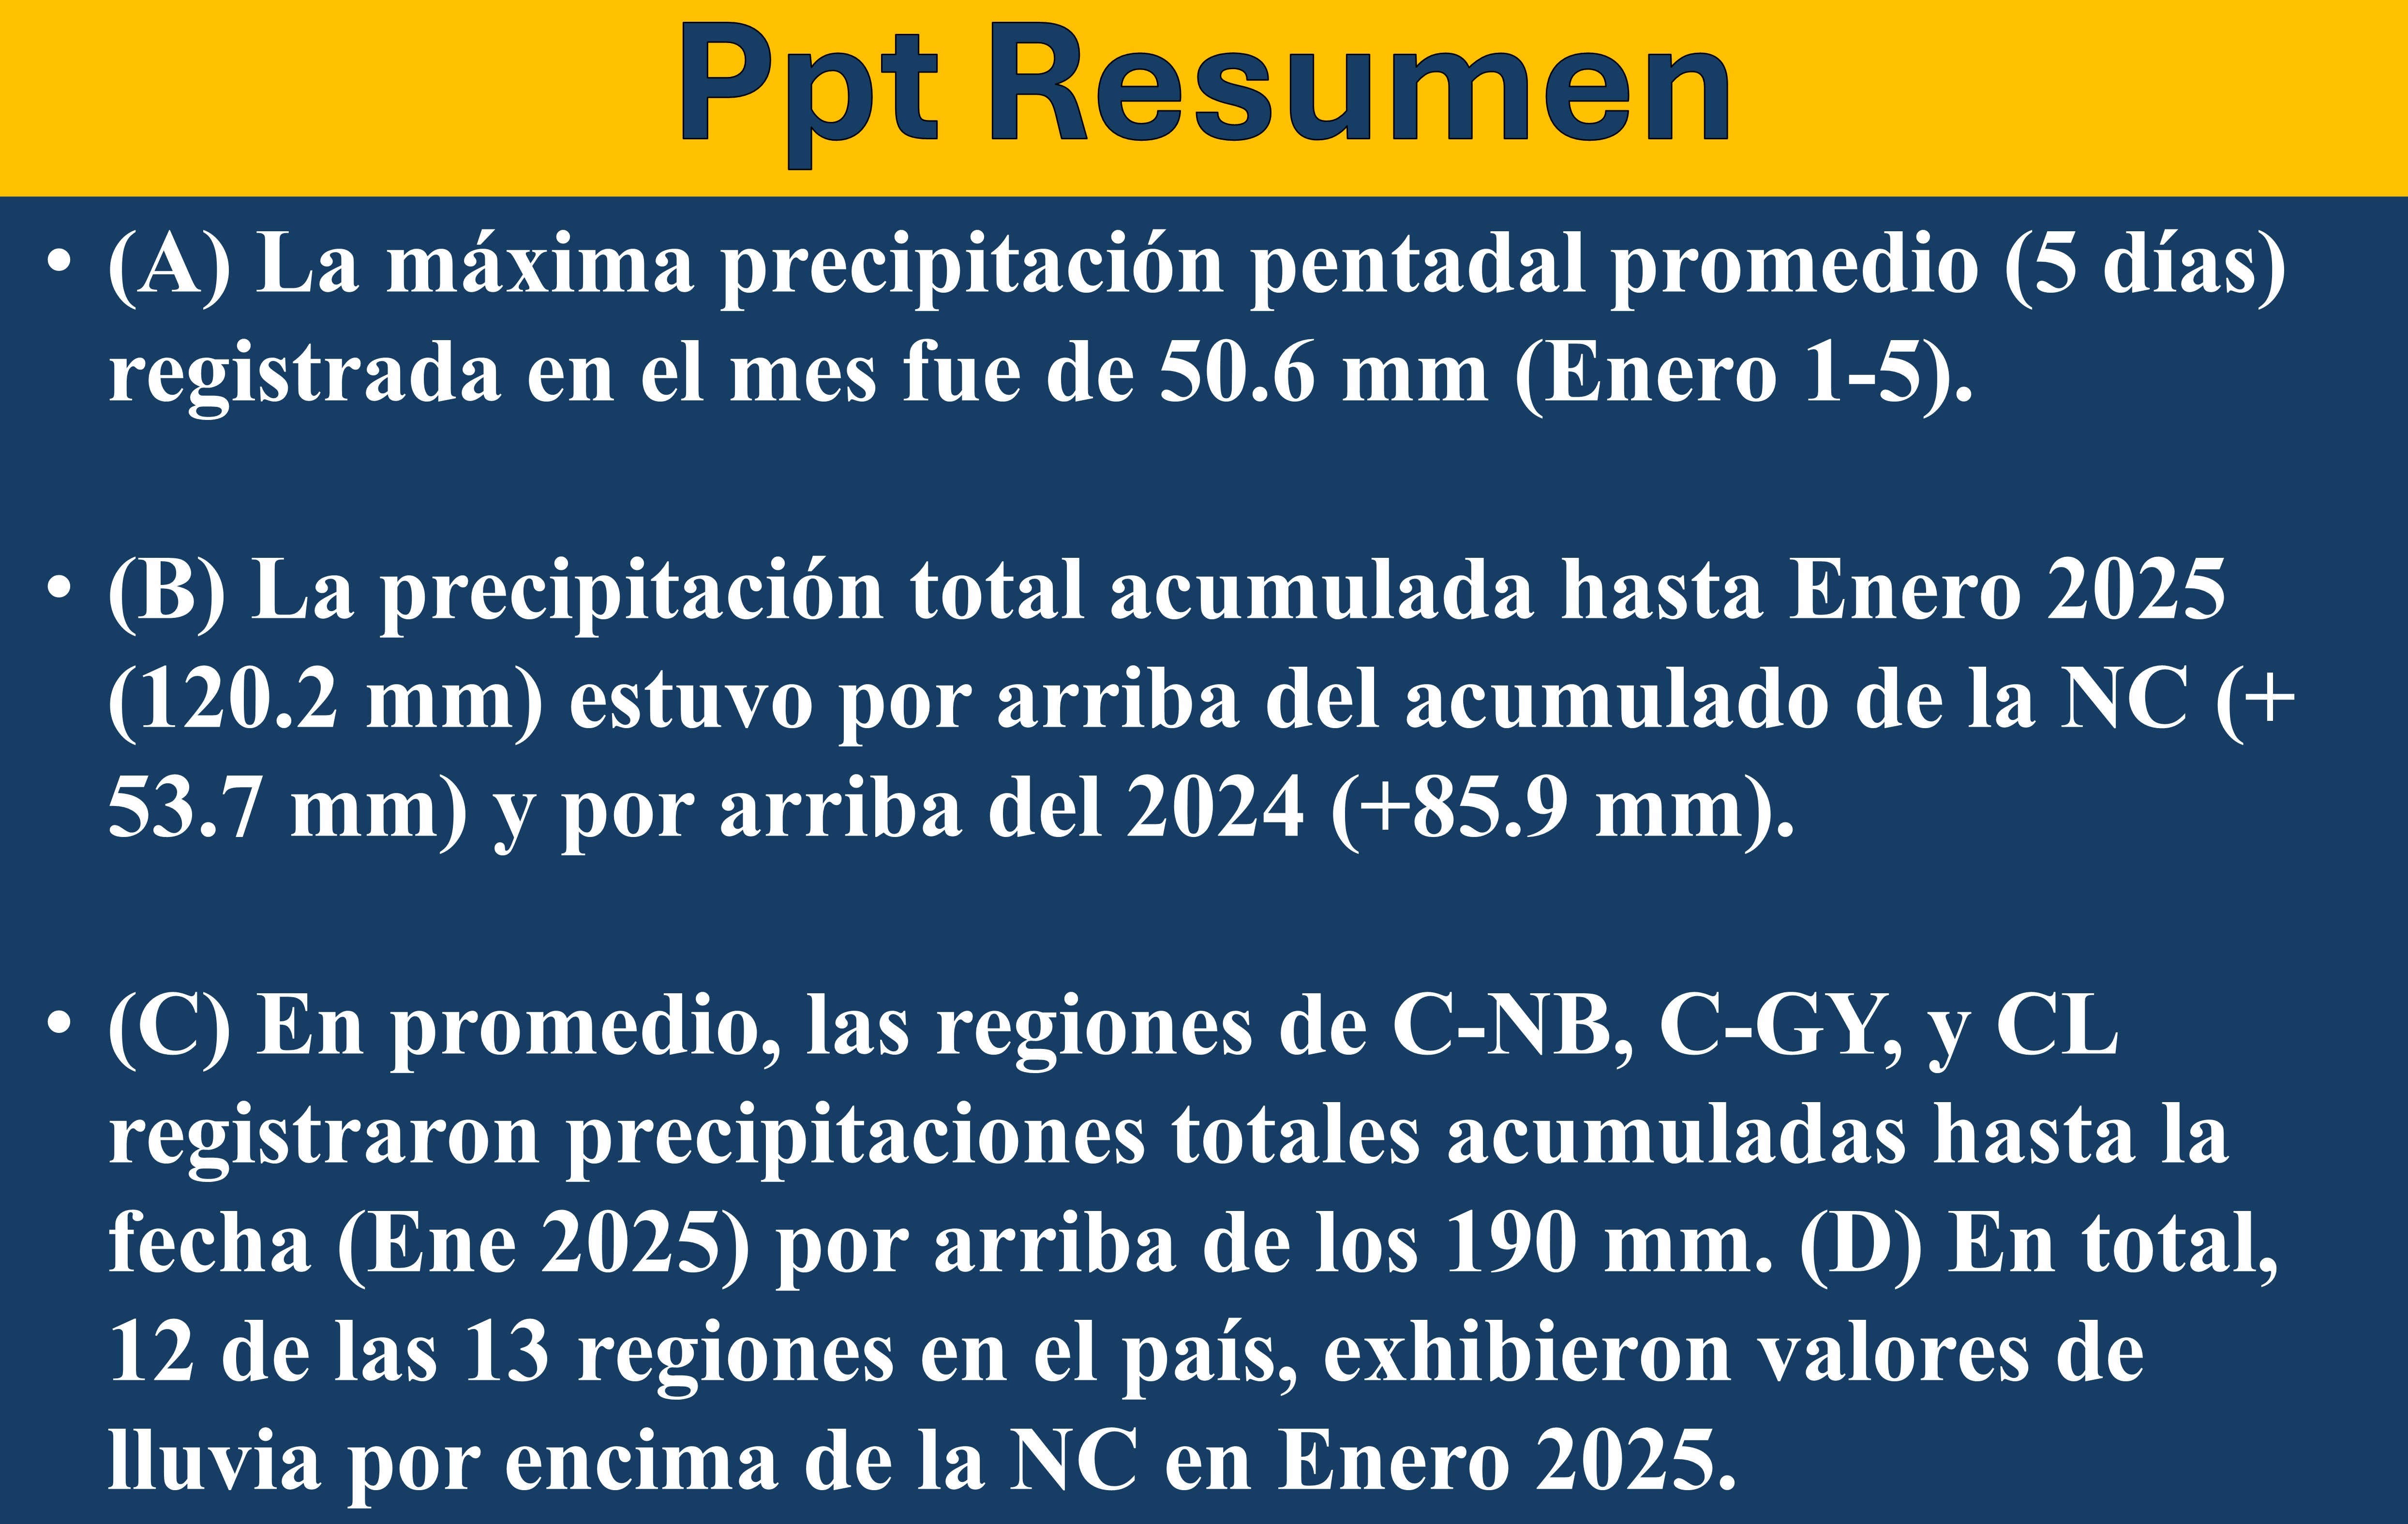 Ppt Resumen
• (A) La máxima precipitación pentadal promedio (5 días)
registrada en el mes fue de 50.6 mm (Enero 1-5).
• (B) La precipitación total acumulada hasta Enero 2025
(120.2 mm) estuvo por arriba del acumulado de la NC (+
53.7 mm) y por arriba del 2024 (+85.9 mm).
• (C) En promedio, las regiones de C-NB, C-GY, y CL
registraron precipitaciones totales acumuladas hasta la
fecha (Ene 2025) por arriba de los 190 mm. (D) En total,
12 de las 13 regiones en el país, exhibieron valores de
lluvia por encima de la NC en Enero 2025.